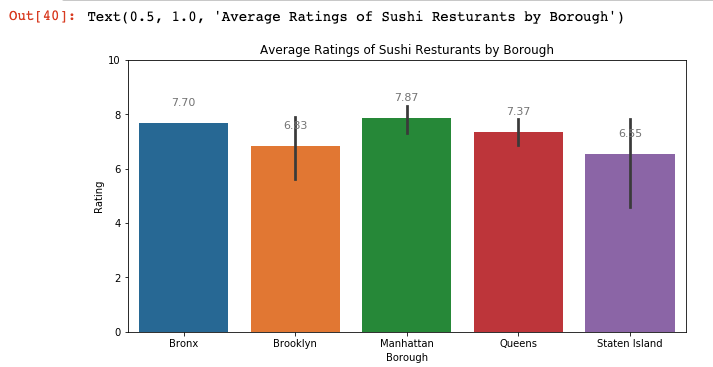 Out[40]: Text(0.5, 1.0, 'Average Ratings of Sushi Resturants by Borough')
Average Ratings of Sushi Resturants by Borough
10
8
6
4
2
0
Rating
7.70
6.83
7.87
7.37
6.55
Bronx Brooklyn Manhattan Queens Staten Island
Borough